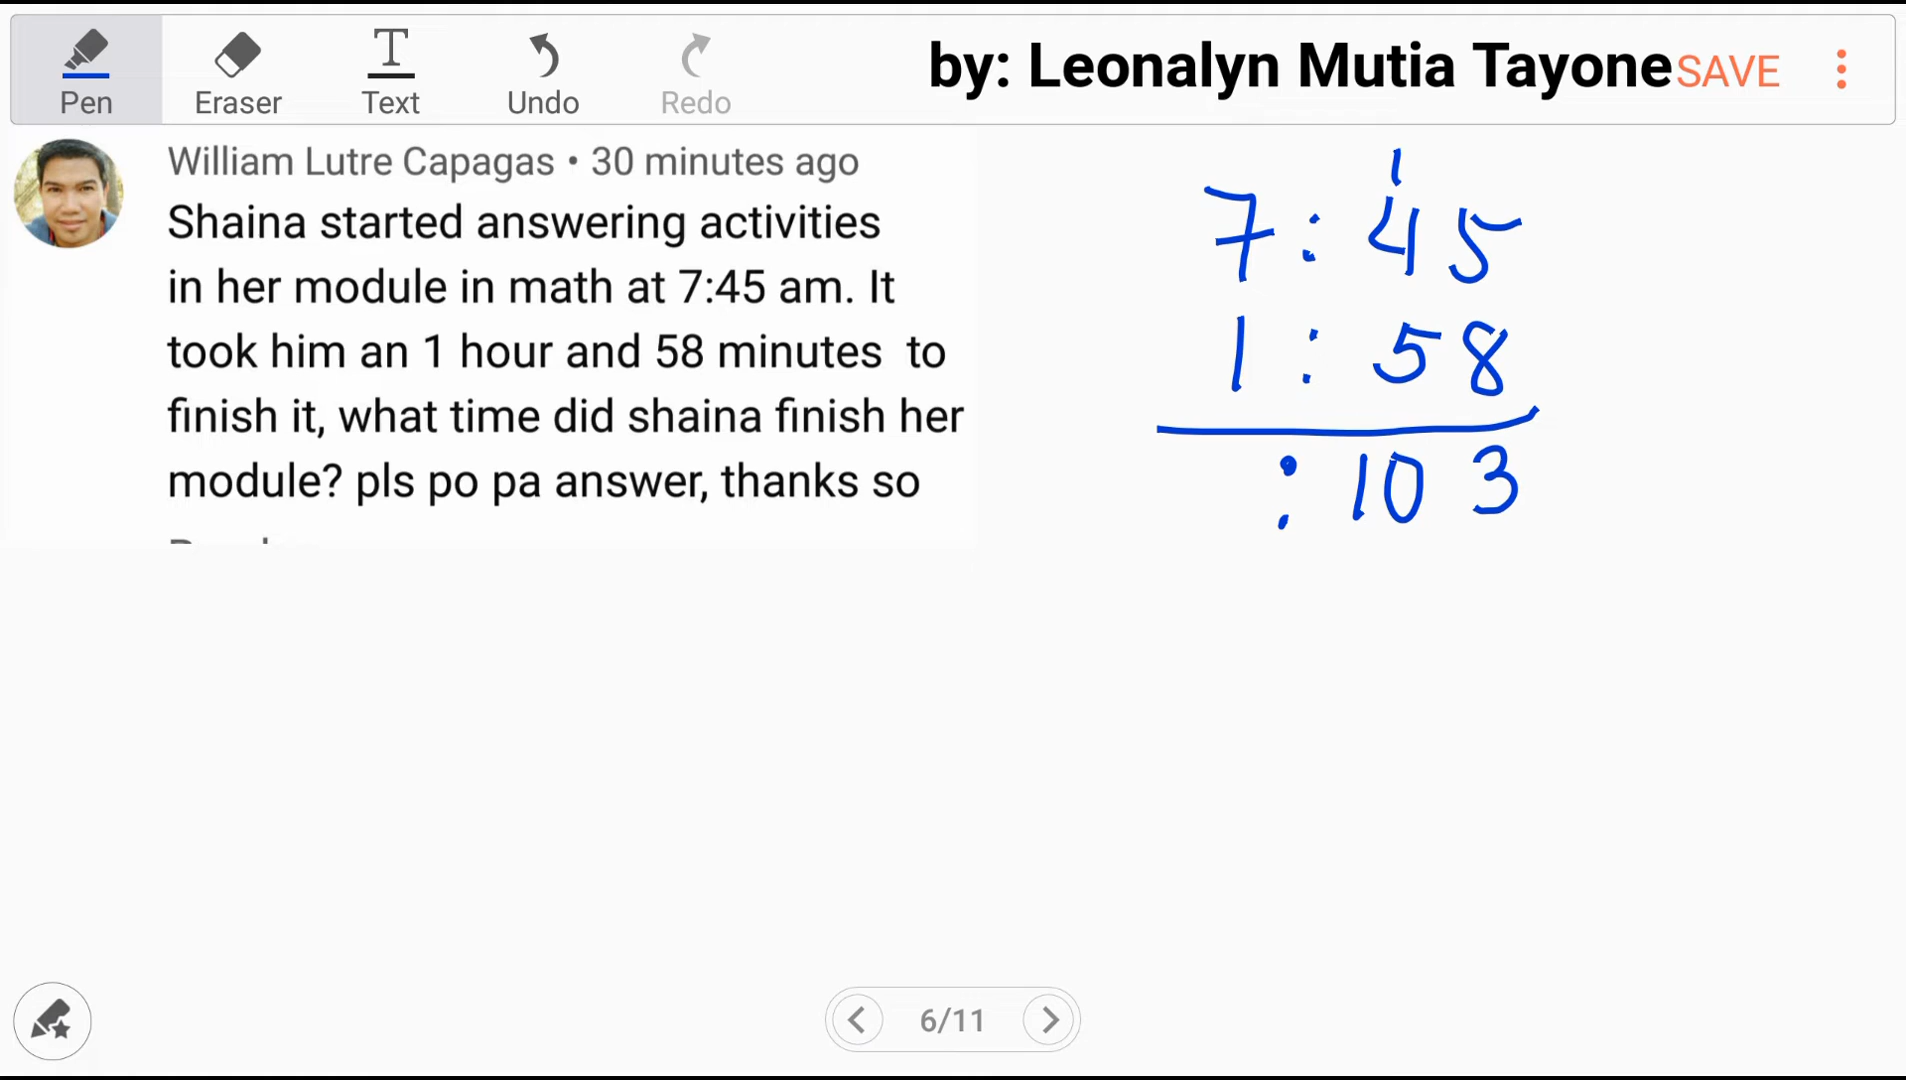 Pen
Eraser
Text
Undo
Redo
by: Leonalyn Mutia Tayone
SAVE
William Lutre Capagas • 30 minutes ago
Shaina started answering activities
in her module in math at 7:45 am. It
took him an 1 hour and 58 minutes to
finish it, what time did shaina finish her
module? pls po pa answer, thanks so
1
7:45
1:58
:103
6/11